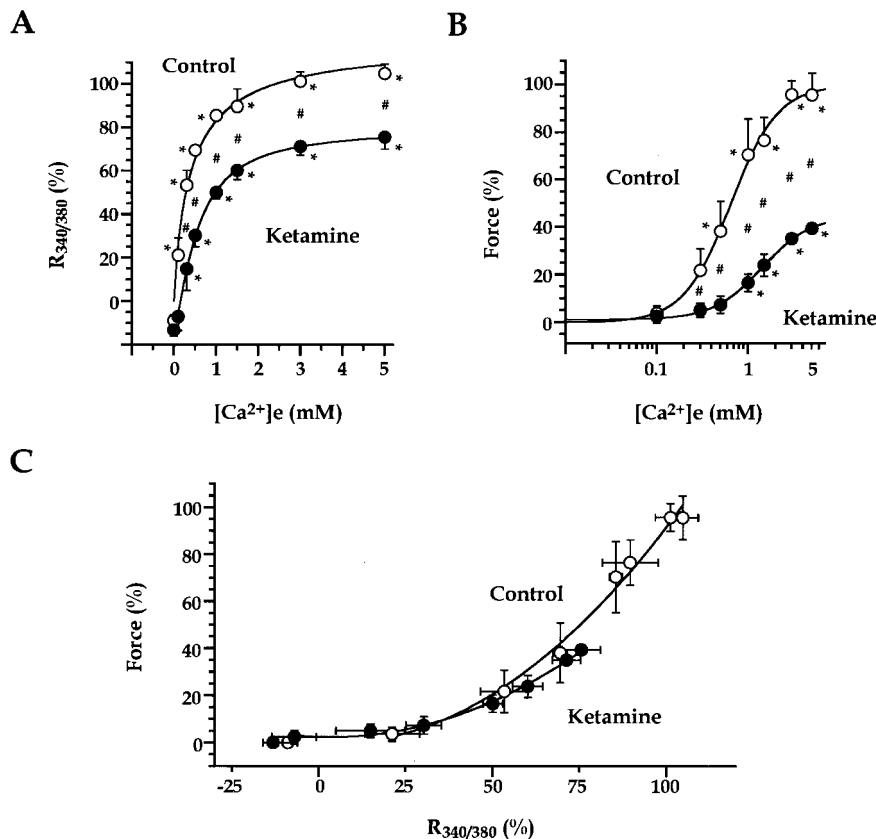 A
B
Control
100
80
60
40
20
0
R340/380 (%)
Ketamine
0 1 2 3 4 5
[Ca2+]e (mM)
* * * * * * * *
# # # # # #
100
80
60
40
20
0
Force (%)
Control
Ketamine
0.1 1 5
[Ca2+]e (mM)
* * * * *
# # # # # #
* * * *
C
100
80
60
40
20
0
Force (%)
Control
Ketamine
-25 0 25 50 75 100
R340/380 (%)